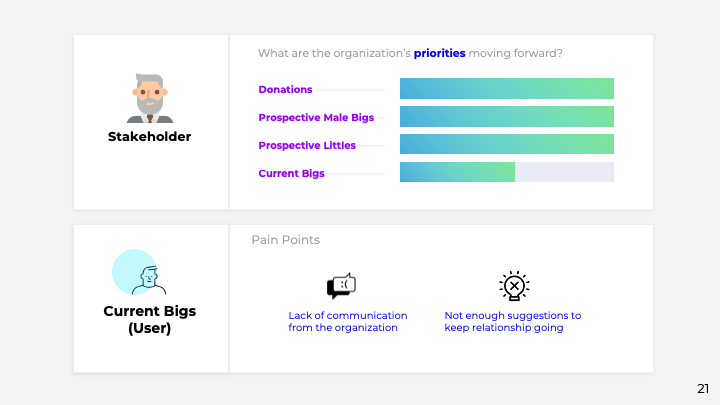 What are the organization's priorities moving forward?
Donations
Prospective Male Bigs
Prospective Littles
Current Bigs
Stakeholder
Pain Points
:(
Lack of communication
from the organization
Not enough suggestions to
keep relationship going
Current Bigs
(User)
21